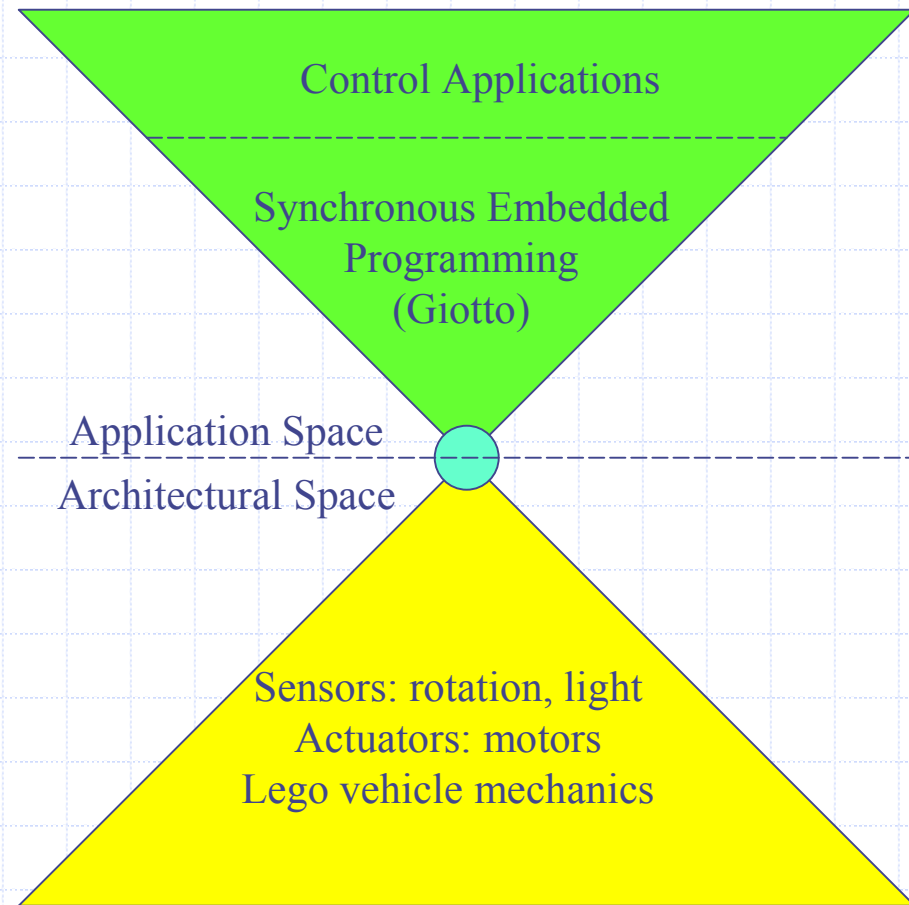 Control Applications
Synchronous Embedded
Programming
(Giotto)
Application Space
Architectural Space
Sensors: rotation, light
Actuators: motors
Lego vehicle mechanics